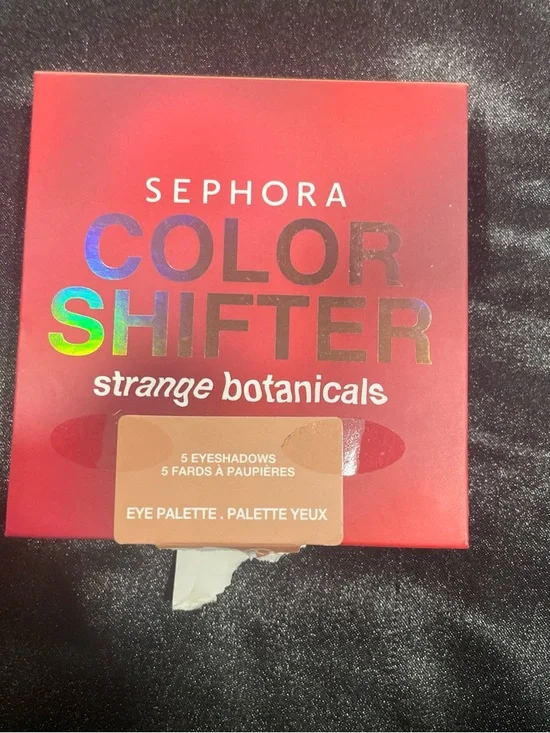 SEPHORA
COLOR
SHIFTER
strange botanicals
5 EYESHADOWS
5 FARDS À PAUPIÈRES
EYE PALETTE . PALETTE YEUX